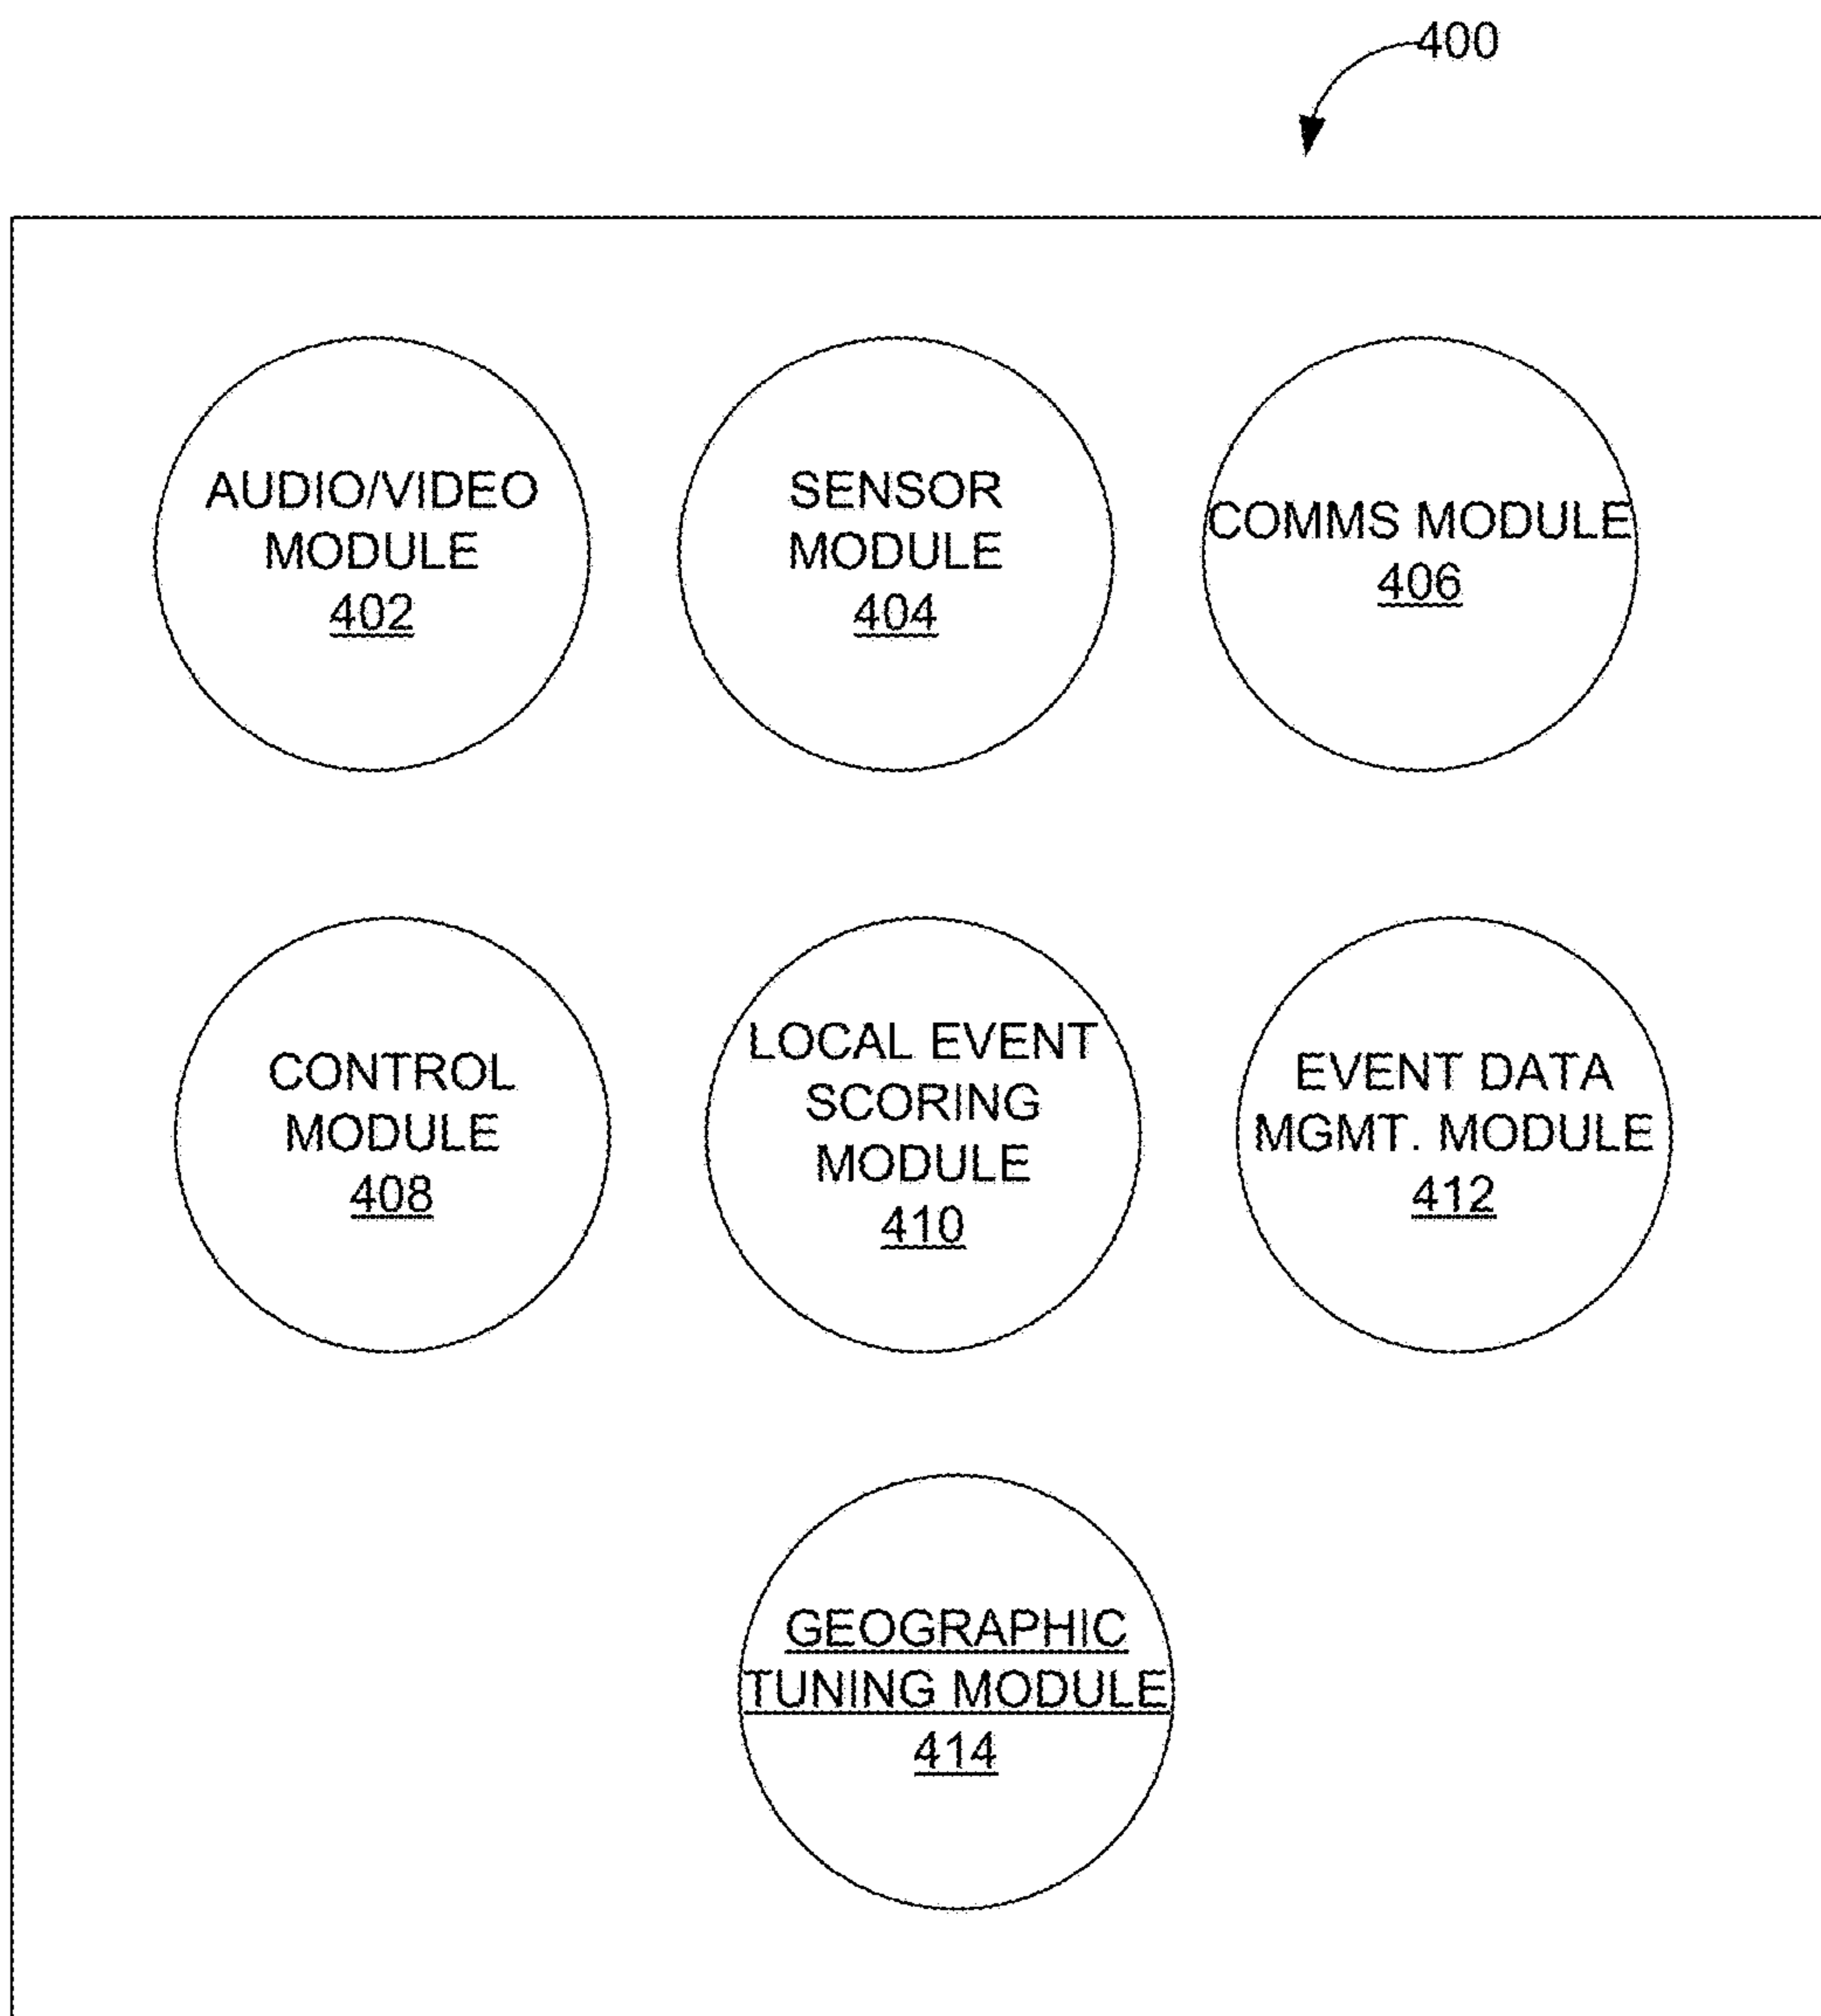 400
AUDIO/VIDEO
MODULE
402
SENSOR
MODULE
404
COMMS MODULE
406
CONTROL
MODULE
408
LOCAL EVENT
SCORING
MODULE
410
EVENT DATA
MGMT. MODULE
412
GEOGRAPHIC
TUNING MODULE
414